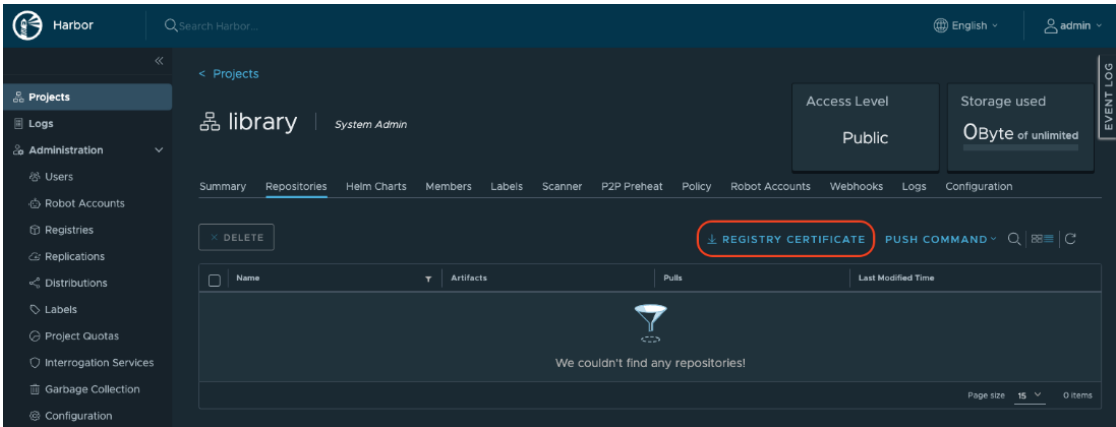 Harbor
Search Harbor...
English
admin
Projects
Logs
Administration
Users
Robot Accounts
Registries
Replications
Distributions
Labels
Project Quotas
Interrogation Services
Garbage Collection
Configuration
< Projects
library
System Admin
Access Level
Public
Storage used
0Byte of unlimited
EVENT LOG
Summary Repositories Helm Charts Members Labels Scanner P2P Preheat Policy Robot Accounts Webhooks Logs Configuration
× DELETE
REGISTRY CERTIFICATE
PUSH COMMAND
Name Artifacts Pulls Last Modified Time
We couldn't find any repositories!
Page size 15 0 items